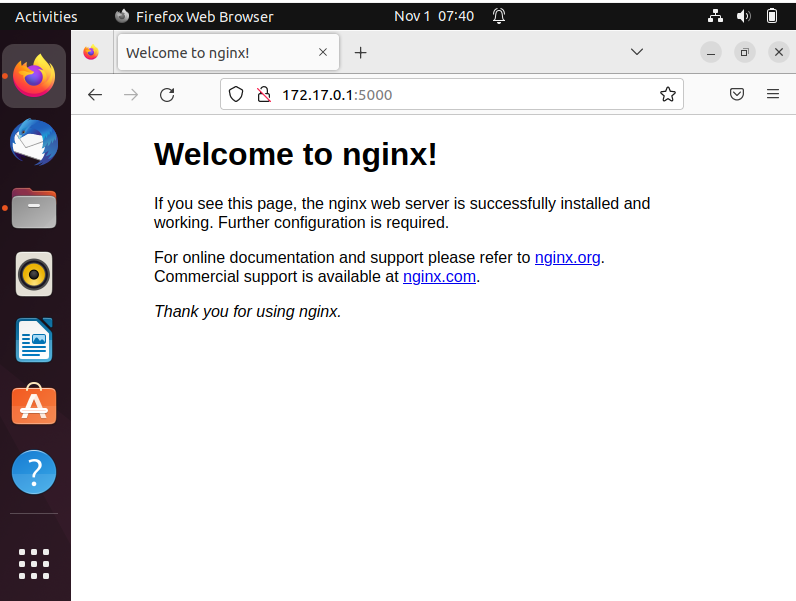 Activities
Firefox Web Browser
Nov 1 07:40
Welcome to nginx!
172.17.0.1:5000
Welcome to nginx!
If you see this page, the nginx web server is successfully installed and
working. Further configuration is required.
For online documentation and support please refer to nginx.org.
Commercial support is available at nginx.com.
Thank you for using nginx.